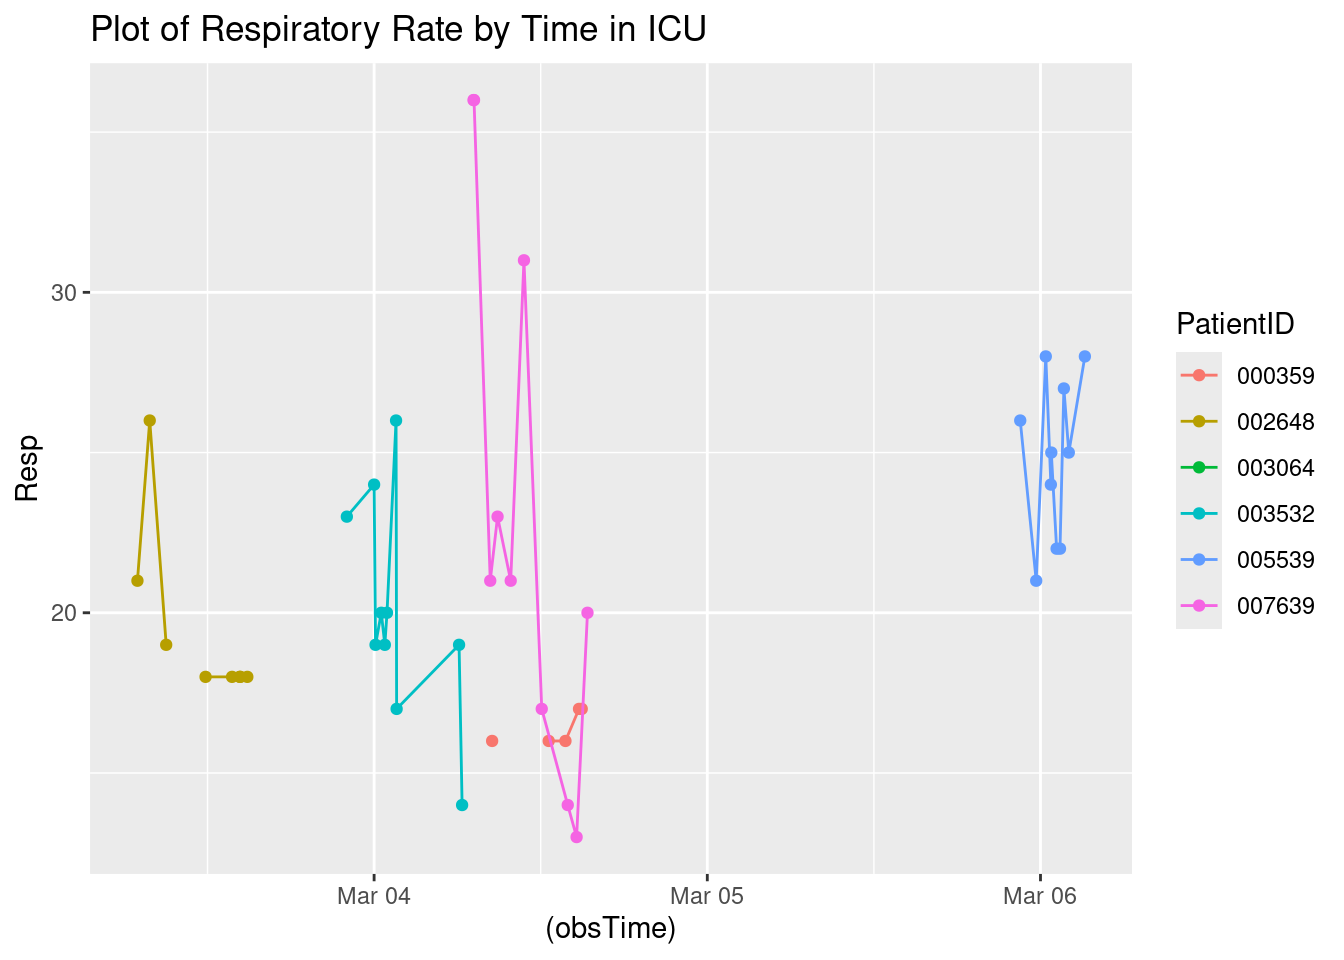 Plot of Respiratory Rate by Time in ICU
Resp
30
20
Mar 04
Mar 05
Mar 06
(obsTime)
PatientID
000359
002648
003064
003532
005539
007639